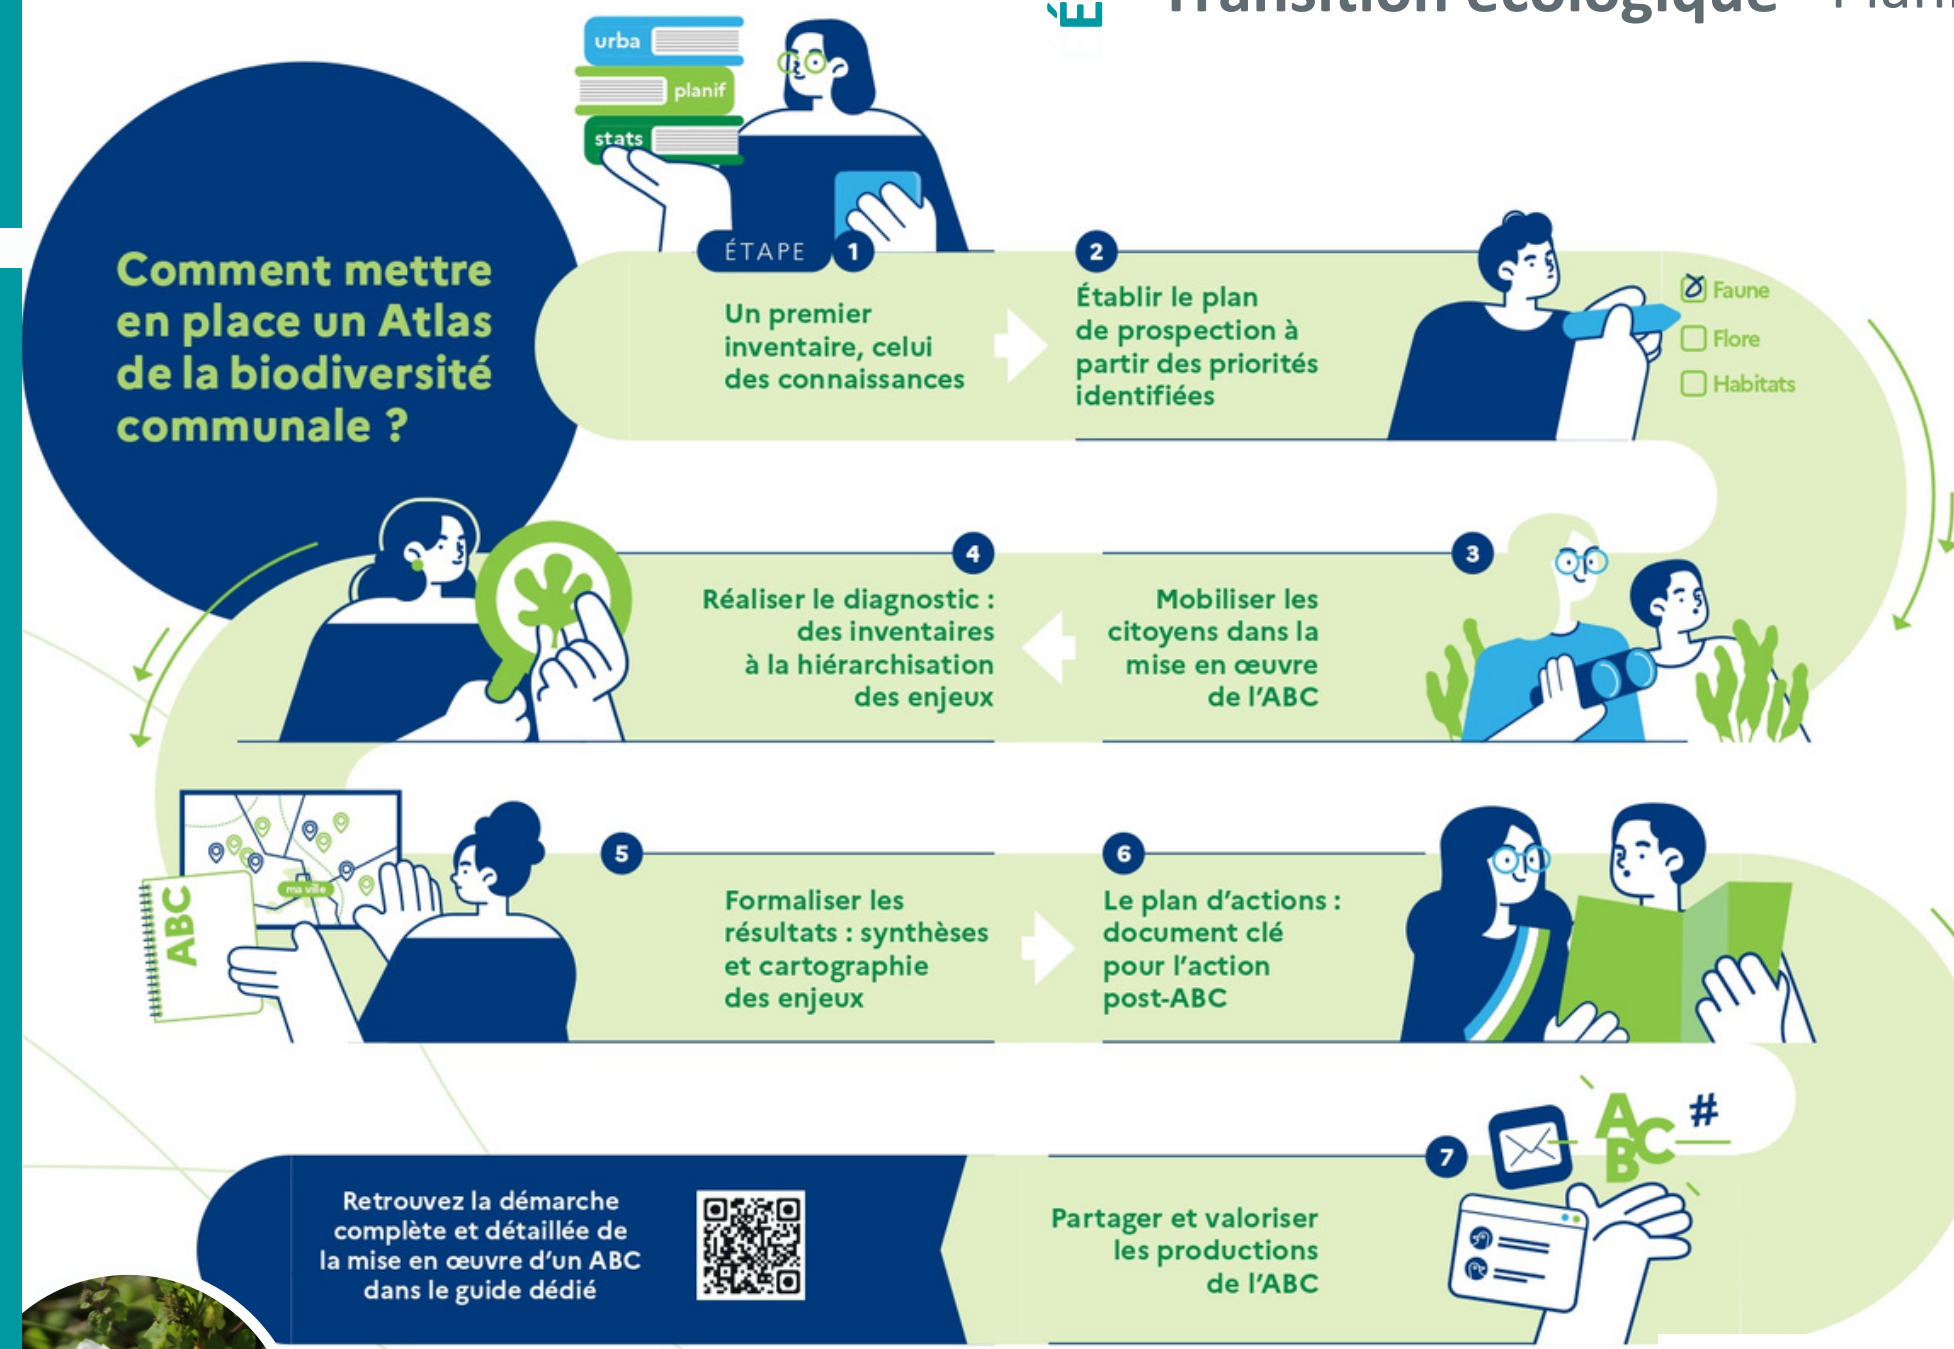 Transition écologique
urba
planif
stats
Comment mettre
en place un Atlas
de la biodiversité
communale ?
ÉTAPE 1
Un premier
inventaire, celui
des connaissances
2
Établir le plan
de prospection à
partir des priorités
identifiées
Faune
Flore
Habitats
3
Mobiliser les
citoyens dans la
mise en œuvre
de l'ABC
4
Réaliser le diagnostic :
des inventaires
à la hiérarchisation
des enjeux
ma ville
ABC
5
Formaliser les
résultats : synthèses
et cartographie
des enjeux
6
Le plan d'actions :
document clé
pour l'action
post-ABC
7
ABC #
Partager et valoriser
les productions
de l'ABC
Retrouvez la démarche
complète et détaillée de
la mise en œuvre d'un ABC
dans le guide dédié